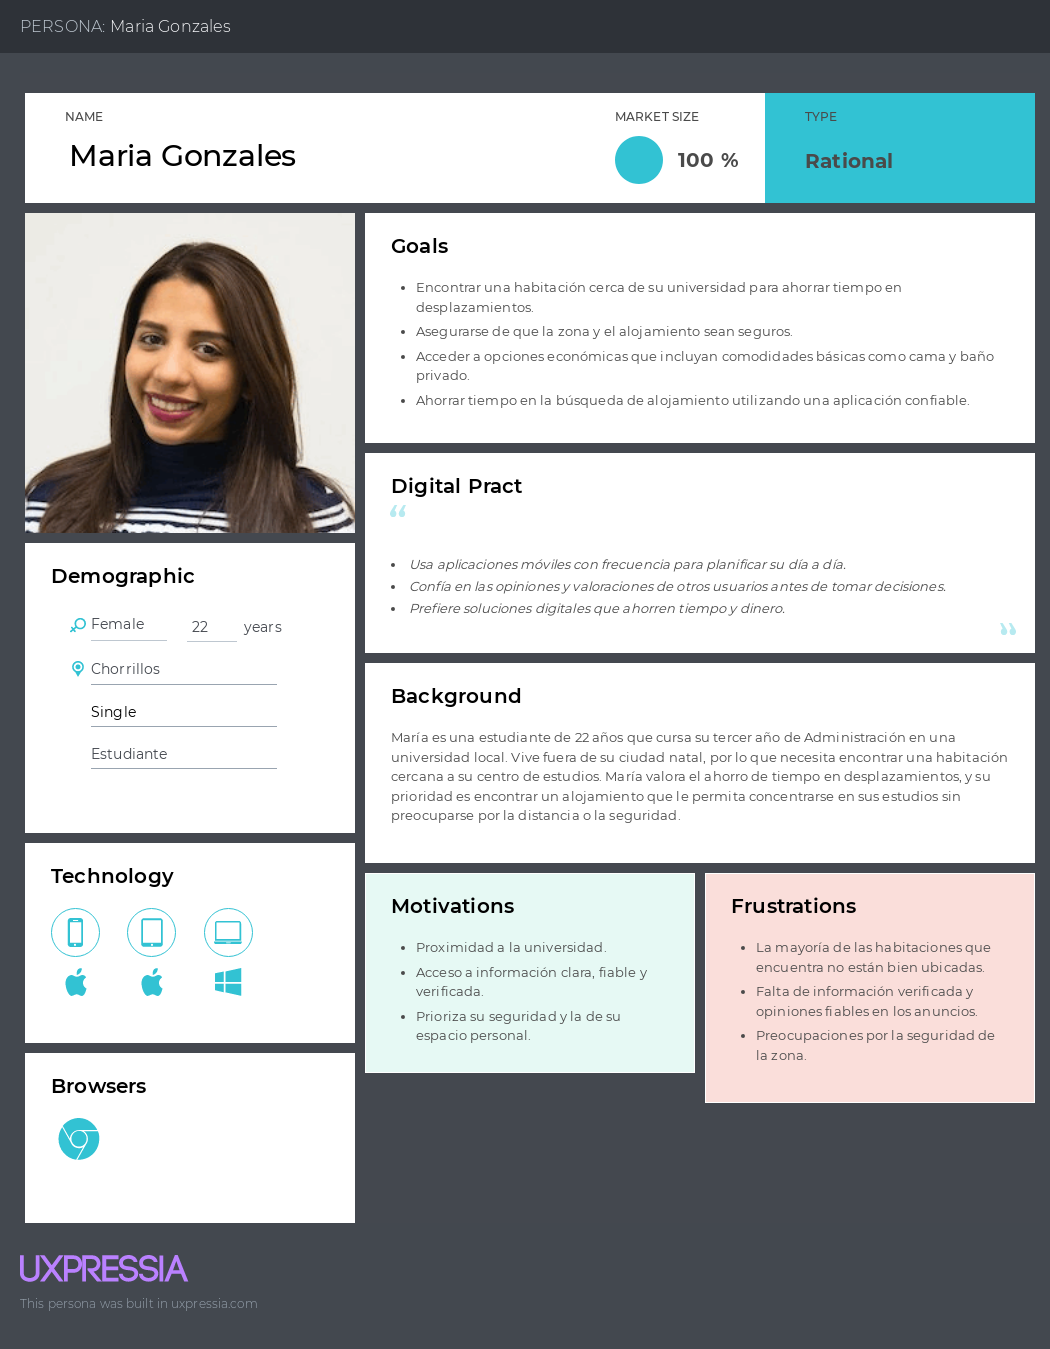 PERSONA: Maria Gonzales
NAME
Maria Gonzales
MARKET SIZE
100 %
TYPE
Rational
Goals
• Encontrar una habitación cerca de su universidad para ahorrar tiempo en
desplazamientos.
• Asegurarse de que la zona y el alojamiento sean seguros.
• Acceder a opciones económicas que incluyan comodidades básicas como cama y baño
privado.
• Ahorrar tiempo en la búsqueda de alojamiento utilizando una aplicación confiable.
Digital Pract
“
• Usa aplicaciones móviles con frecuencia para planificar su día a día.
• Confía en las opiniones y valoraciones de otros usuarios antes de tomar decisiones.
• Prefiere soluciones digitales que ahorren tiempo y dinero.
”
Demographic
Female 22 years
Chorrillos
Single
Estudiante
Background
María es una estudiante de 22 años que cursa su tercer año de Administración en una
universidad local. Vive fuera de su ciudad natal, por lo que necesita encontrar una habitación
cercana a su centro de estudios. María valora el ahorro de tiempo en desplazamientos, y su
prioridad es encontrar un alojamiento que le permita concentrarse en sus estudios sin
preocuparse por la distancia o la seguridad.
Technology
Browsers
Motivations
• Proximidad a la universidad.
• Acceso a información clara, fiable y
verificada.
• Prioriza su seguridad y la de su
espacio personal.
Frustrations
• La mayoría de las habitaciones que
encuentra no están bien ubicadas.
• Falta de información verificada y
opiniones fiables en los anuncios.
• Preocupaciones por la seguridad de
la zona.
UXPRESSIA
This persona was built in uxpressia.com